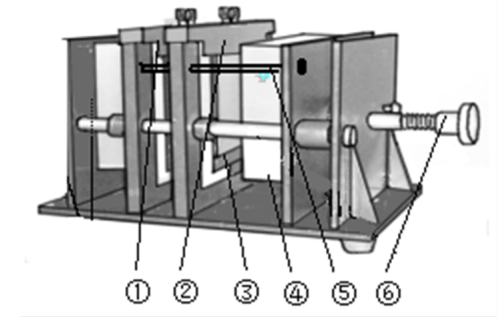 ① ② ③ ④ ⑤ ⑥